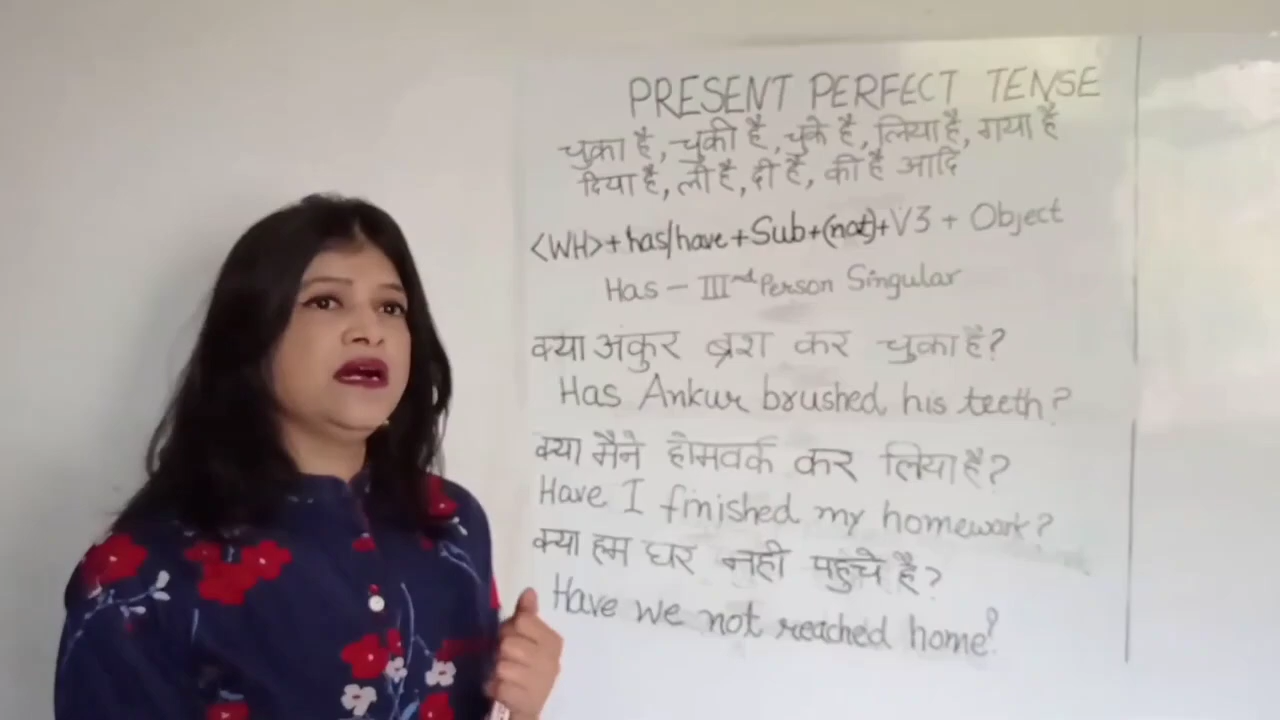 PRESENT PERFECT TENSE
चुका है, चुकी है, चुके है, लिया है, गया है
दिया है, ली है, दी है, की है आदि
<WH>+ has/have + Sub+(not)+V3 + Object
Has - IIIrd Person Singular
क्या अंकुर ब्रश कर चुका है?
Has Ankur brushed his teeth?
क्या मैने होमवर्क कर लिया है?
Have I finished my homework?
क्या हम घर नही पहुंचे है?
Have we not reached home?